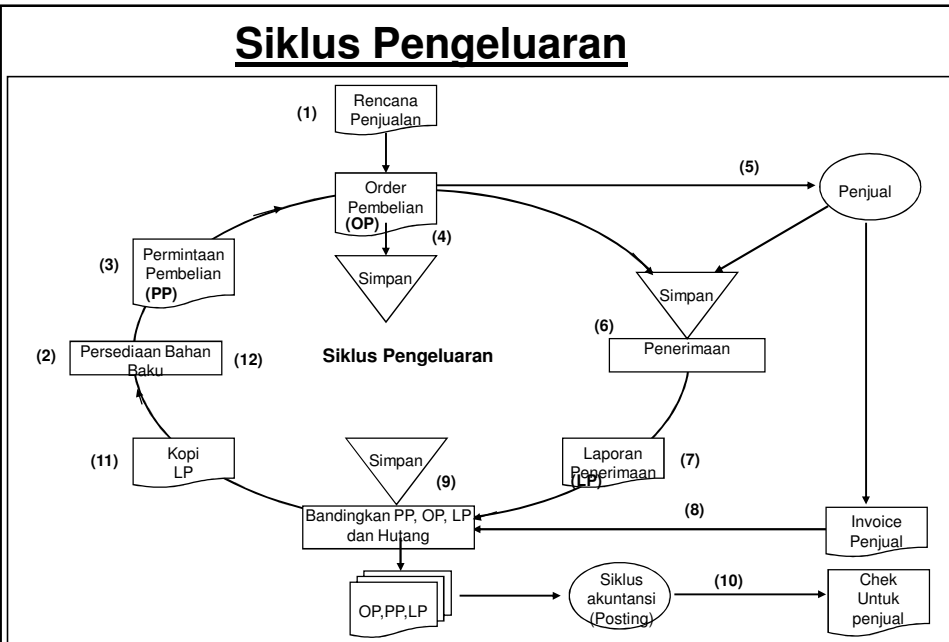 Siklus Pengeluaran
(1)
Rencana
Penjualan
(5)
Order
Pembelian
(OP)
(4)
Penjual
(3)
Permintaan
Pembelian
(PP)
Simpan
Simpan
(6)
(2)
Persediaan Bahan
Baku
(12)
Siklus Pengeluaran
Penerimaan
(11)
Kopi
LP
Simpan
(9)
Laporan
Penerimaan
(LP)
(7)
Bandingkan PP, OP, LP
dan Hutang
(8)
Invoice
Penjual
OP,PP,LP
Siklus
akuntansi
(Posting)
(10)
Chek
Untuk
penjual